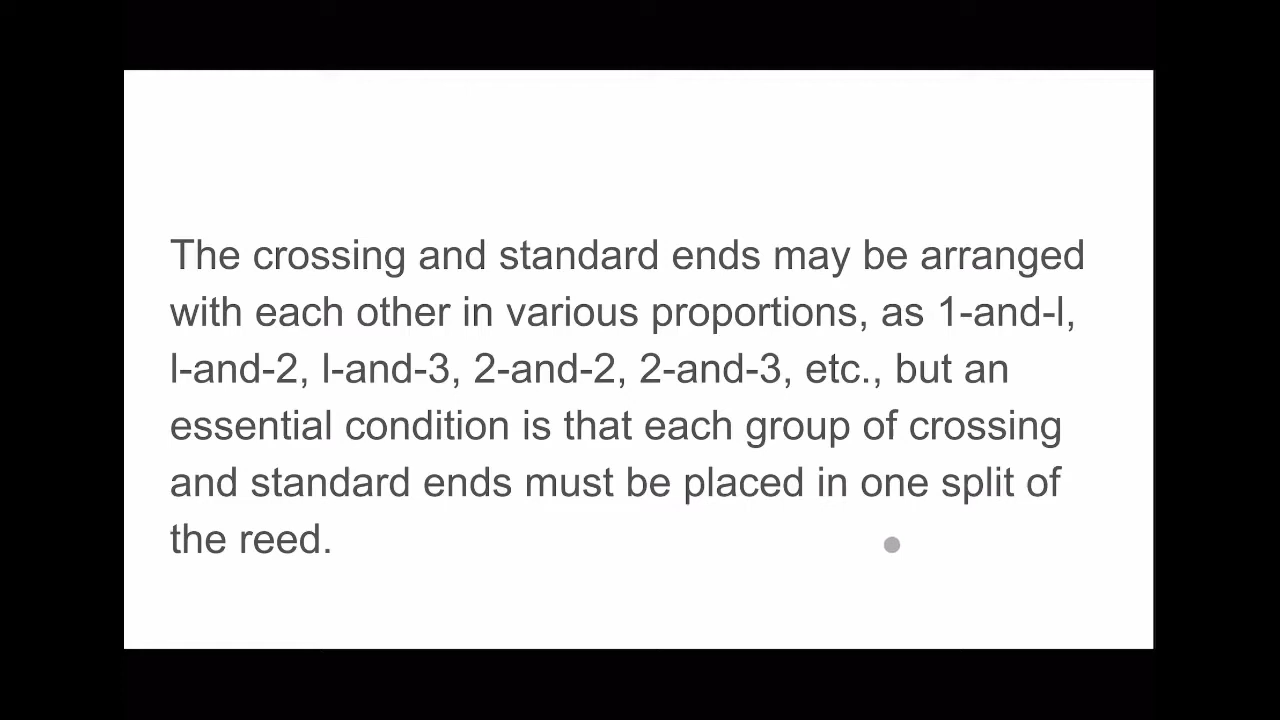 The crossing and standard ends may be arranged
with each other in various proportions, as 1-and-l,
l-and-2, l-and-3, 2-and-2, 2-and-3, etc., but an
essential condition is that each group of crossing
and standard ends must be placed in one split of
the reed.